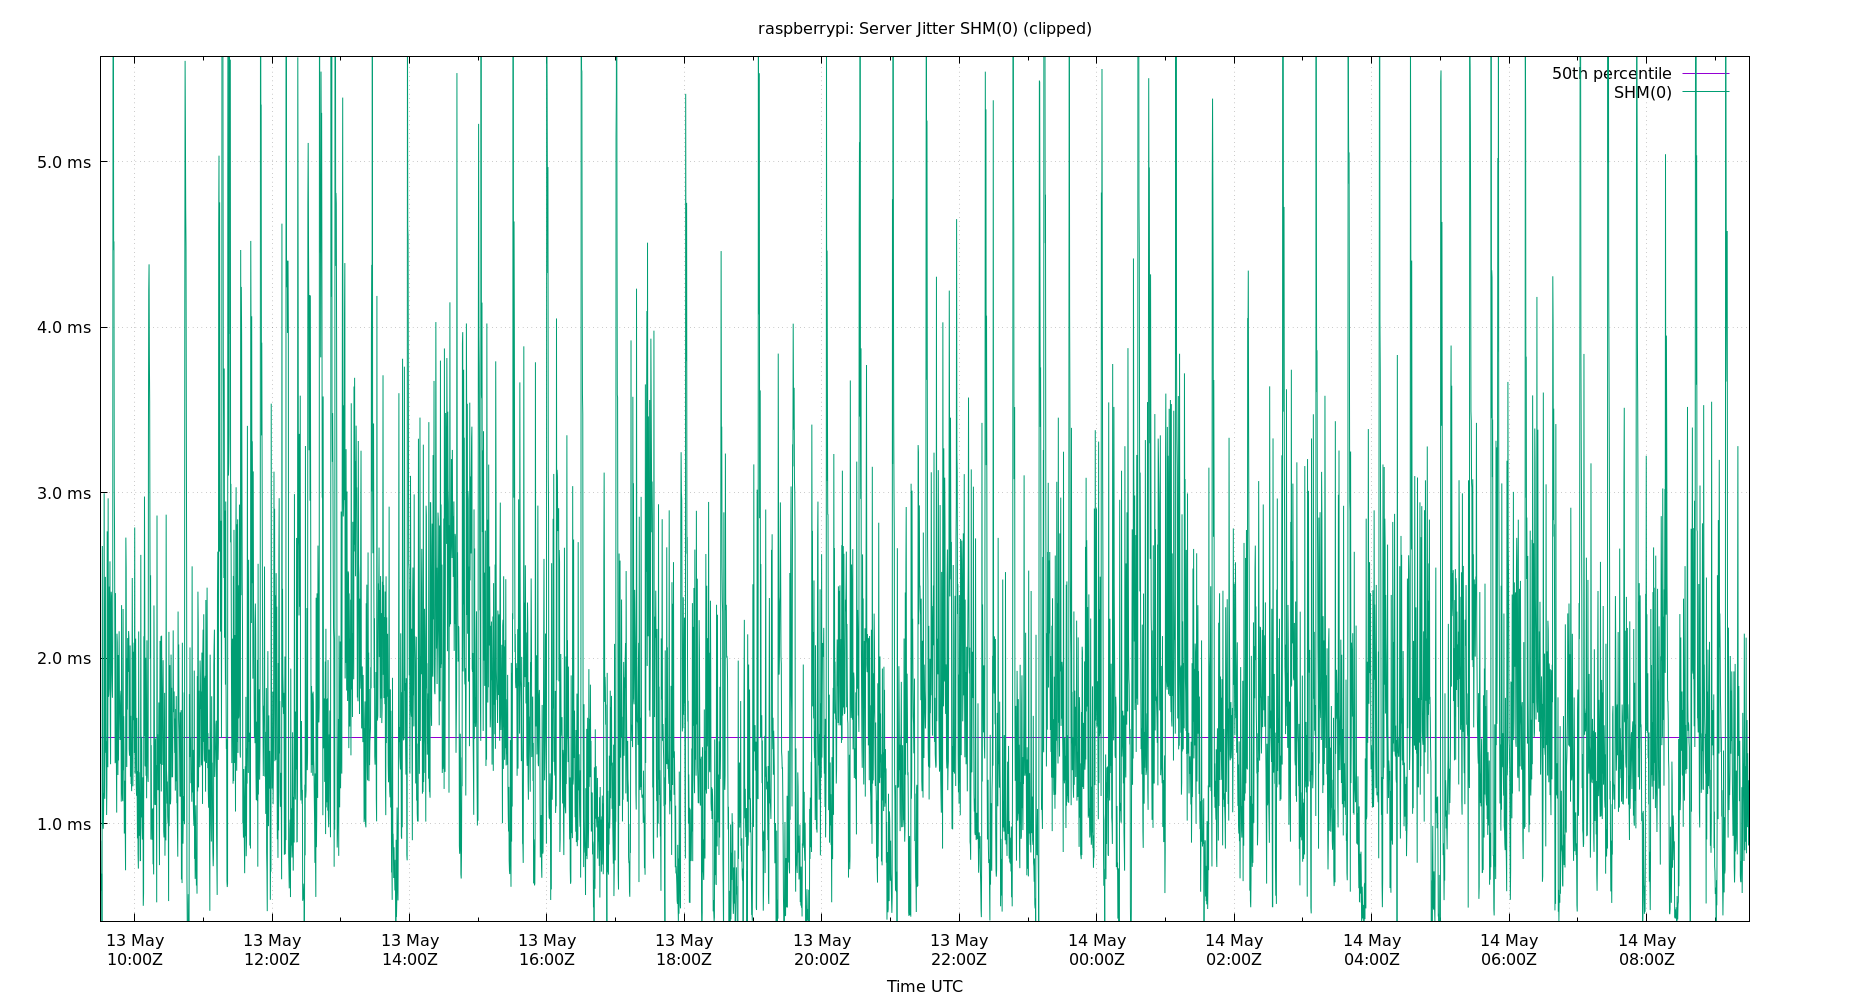 raspberrypi: Server Jitter SHM(0) (clipped)
50th percentile
SHM(0)
5.0 ms
4.0 ms
3.0 ms
2.0 ms
1.0 ms
13 May 13 May 13 May 13 May 13 May 13 May 13 May 14 May 14 May 14 May 14 May 14 May
10:00Z 12:00Z 14:00Z 16:00Z 18:00Z 20:00Z 22:00Z 00:00Z 02:00Z 04:00Z 06:00Z 08:00Z
Time UTC